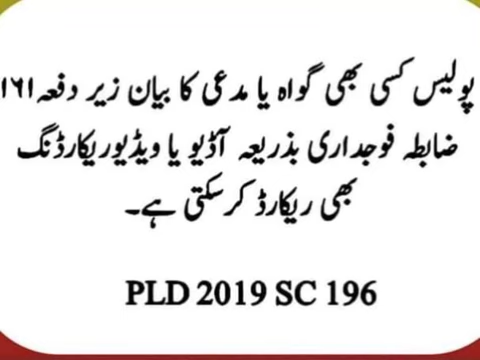 پولیس کسی بھی گواہ یا مدعی کا بیان زیر دفعہ ۱۶۱
ضابطہ فوجداری بذریعہ آڈیو یا ویڈیو ریکارڈنگ
بھی ریکارڈ کر سکتی ہے۔
PLD 2019 SC 196